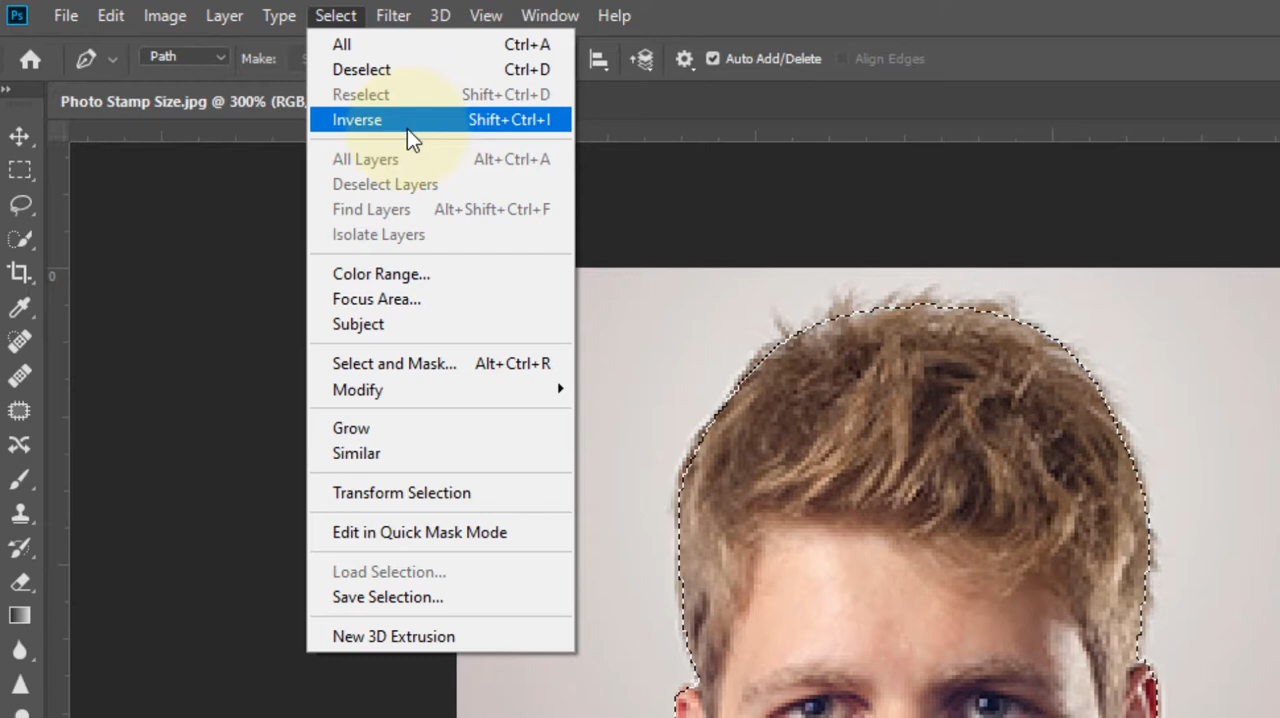 Ps File Edit Image Layer Type Select Filter 3D View Window Help
Path Make: Auto Add/Delete Align Edges
Photo Stamp Size.jpg @ 300% (RGB,
All Ctrl+A
Deselect Ctrl+D
Reselect Shift+Ctrl+D
Inverse Shift+Ctrl+I
All Layers Alt+Ctrl+A
Deselect Layers
Find Layers Alt+Shift+Ctrl+F
Isolate Layers
0
Color Range...
Focus Area...
Subject
Select and Mask... Alt+Ctrl+R
Modify
Grow
Similar
Transform Selection
Edit in Quick Mask Mode
Load Selection...
Save Selection...
New 3D Extrusion